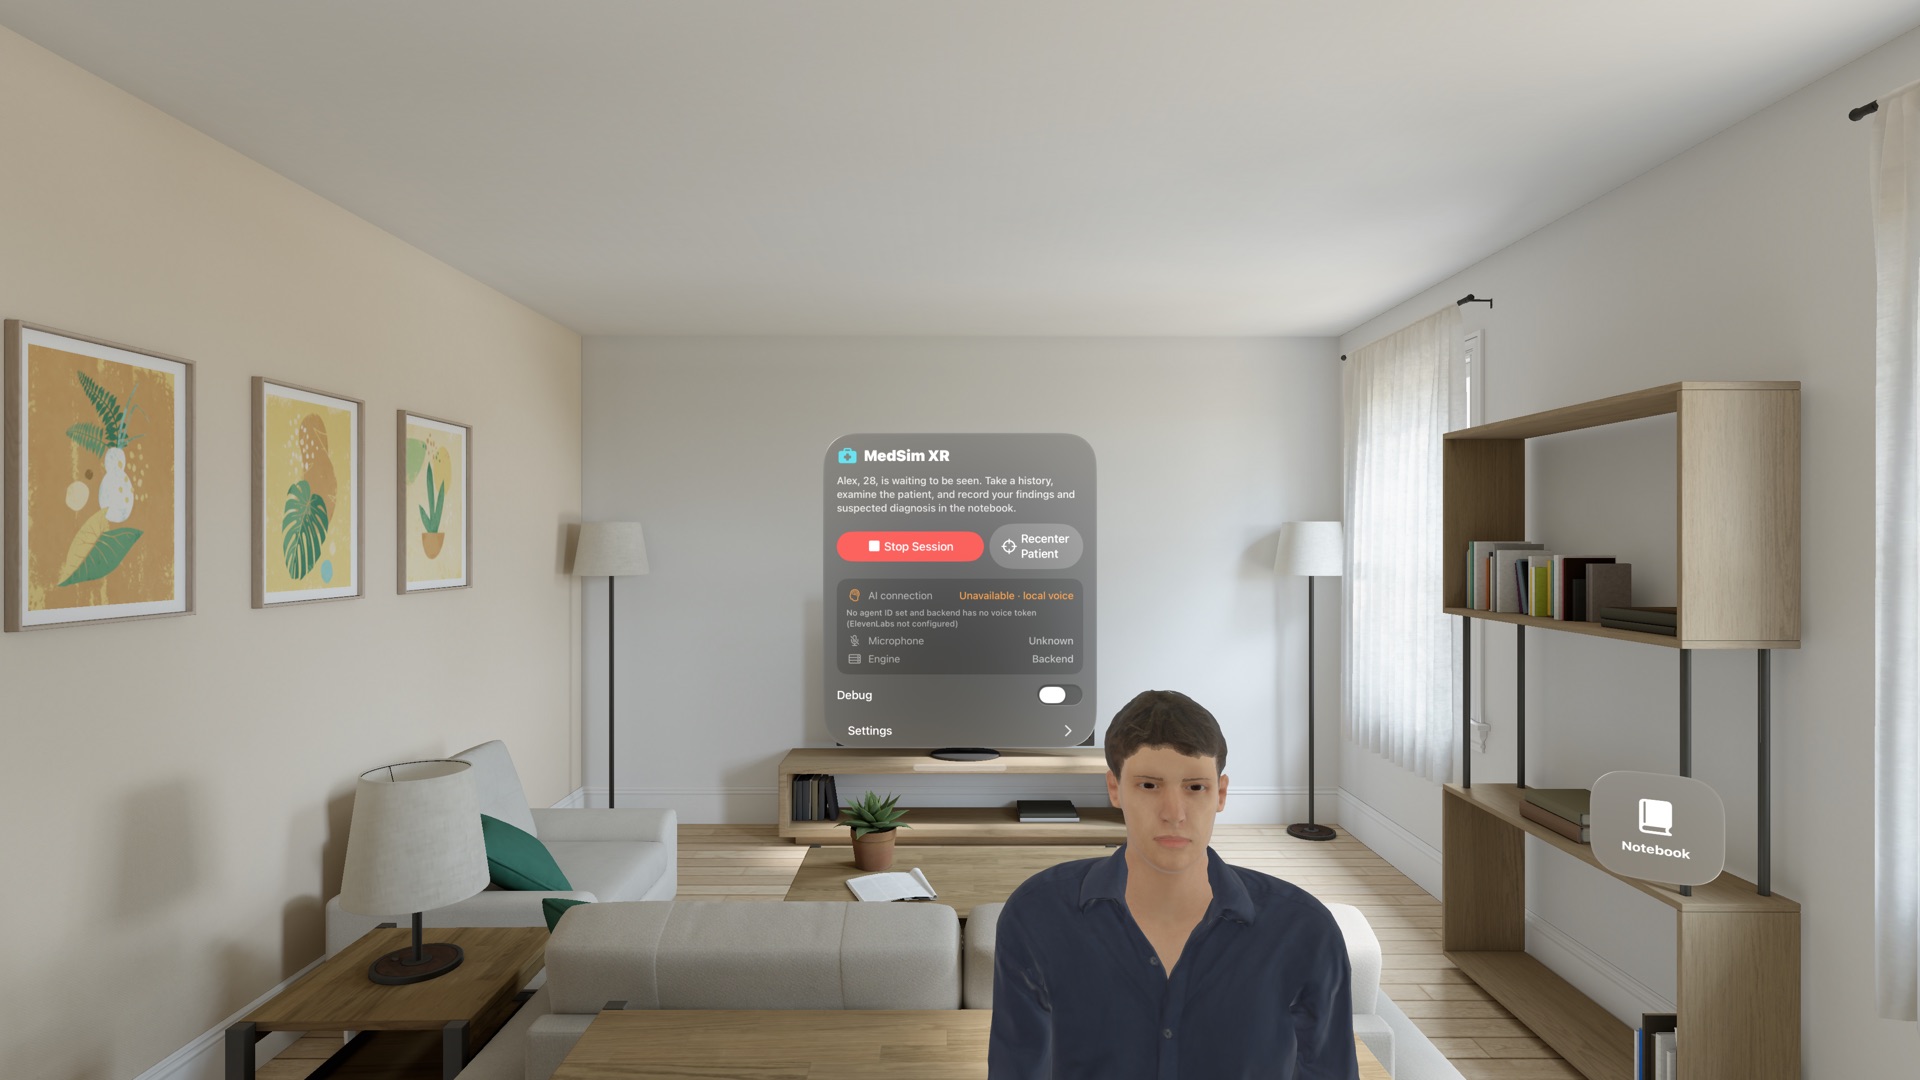 MedSim XR
Alex, 28, is waiting to be seen. Take a history,
examine the patient, and record your findings and
suspected diagnosis in the notebook.
Stop Session
Recenter
Patient
AI connection
Unavailable · local voice
No agent ID set and backend has no voice token
(ElevenLabs not configured)
Microphone
Unknown
Engine
Backend
Debug
Settings
Notebook